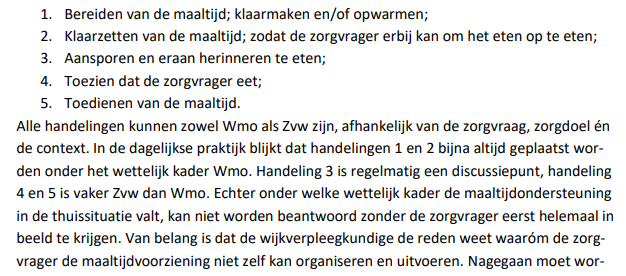 1. Bereiden van de maaltijd; klaarmaken en/of opwarmen;
2. Klaarzetten van de maaltijd; zodat de zorgvrager erbij kan om het eten op te eten;
3. Aansporen en eraan herinneren te eten;
4. Toezien dat de zorgvrager eet;
5. Toedienen van de maaltijd.
Alle handelingen kunnen zowel Wmo als Zvw zijn, afhankelijk van de zorgvraag, zorgdoel én
de context. In de dagelijkse praktijk blijkt dat handelingen 1 en 2 bijna altijd geplaatst wor-
den onder het wettelijk kader Wmo. Handeling 3 is regelmatig een discussiepunt, handeling
4 en 5 is vaker Zvw dan Wmo. Echter onder welke wettelijk kader de maaltijdondersteuning
in de thuissituatie valt, kan niet worden beantwoord zonder de zorgvrager eerst helemaal in
beeld te krijgen. Van belang is dat de wijkverpleegkundige de reden weet waaróm de zorg-
vrager de maaltijdvoorziening niet zelf kan organiseren en uitvoeren. Nagegaan moet wor-